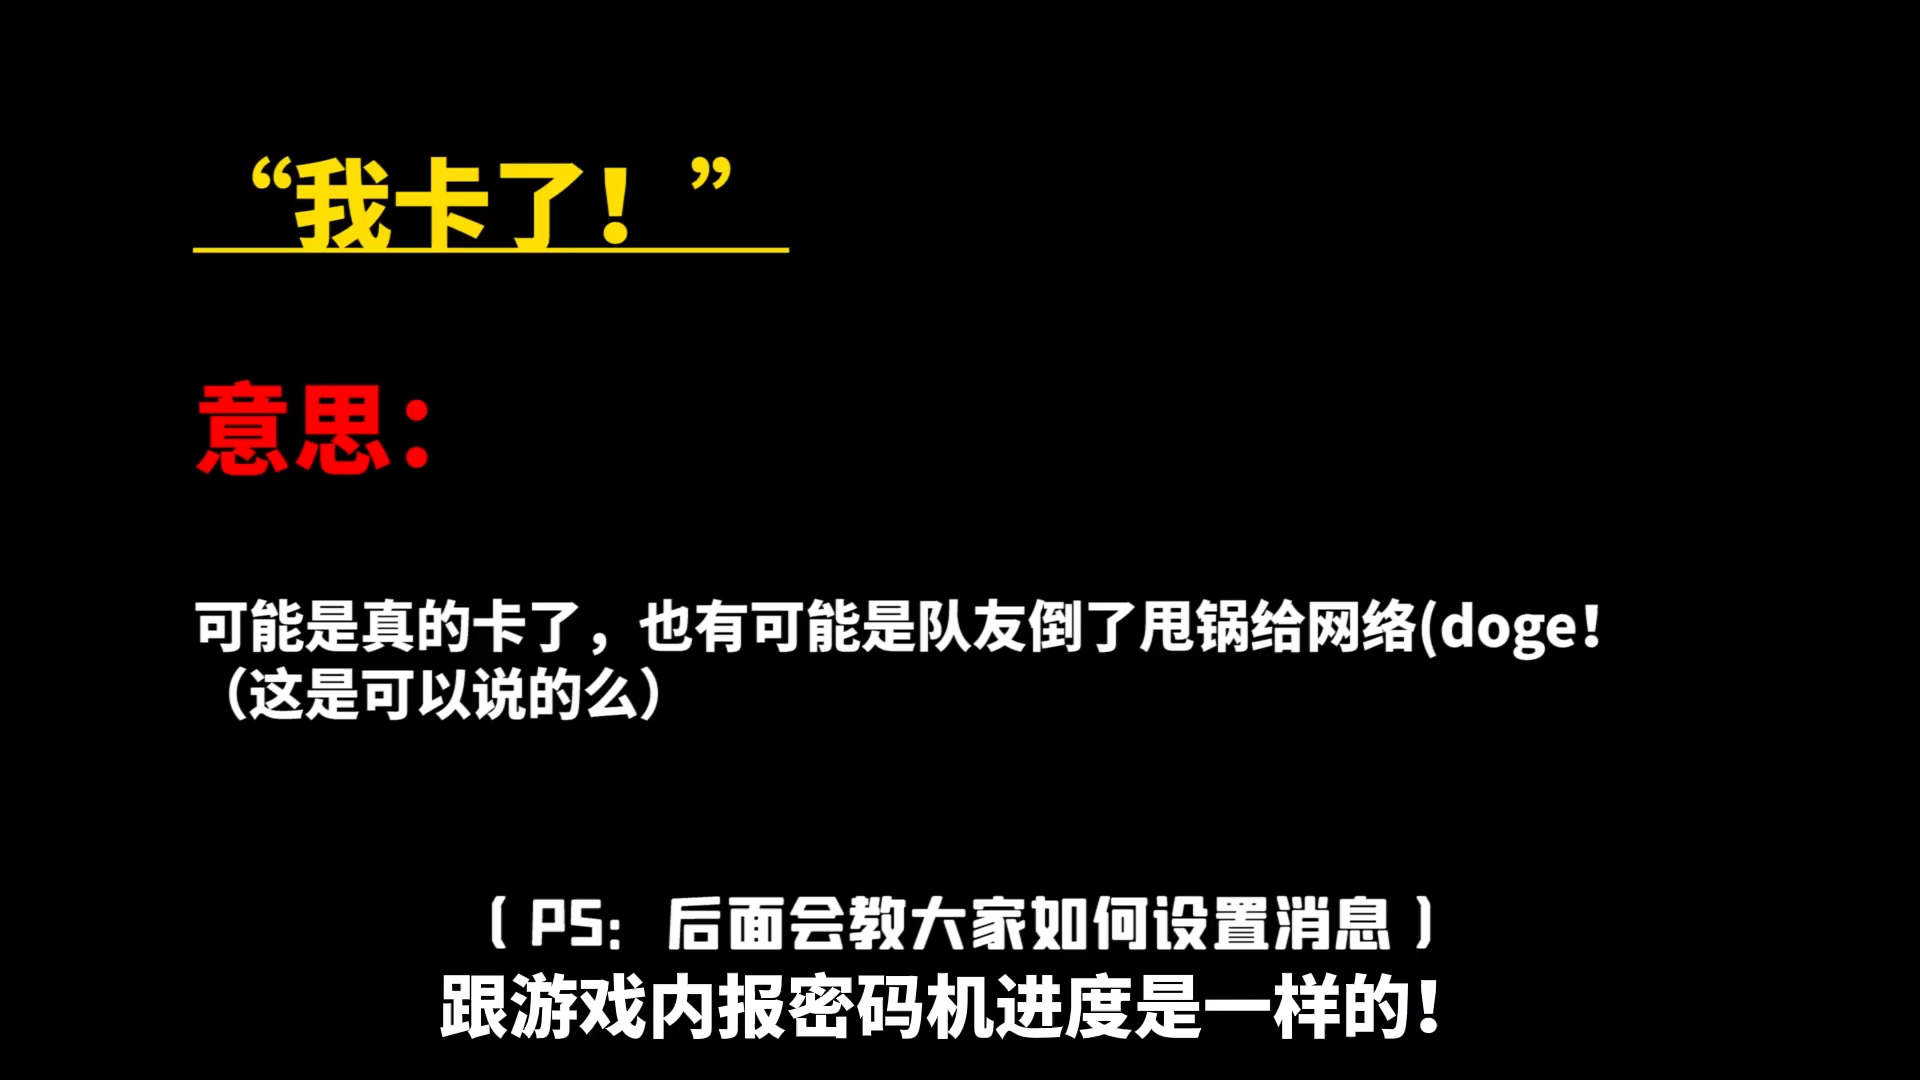 “我卡了！”
意思：
可能是真的卡了，也有可能是队友倒了甩锅给网络(doge！
（这是可以说的么）
（PS：后面会教大家如何设置消息）
跟游戏内报密码机进度是一样的！